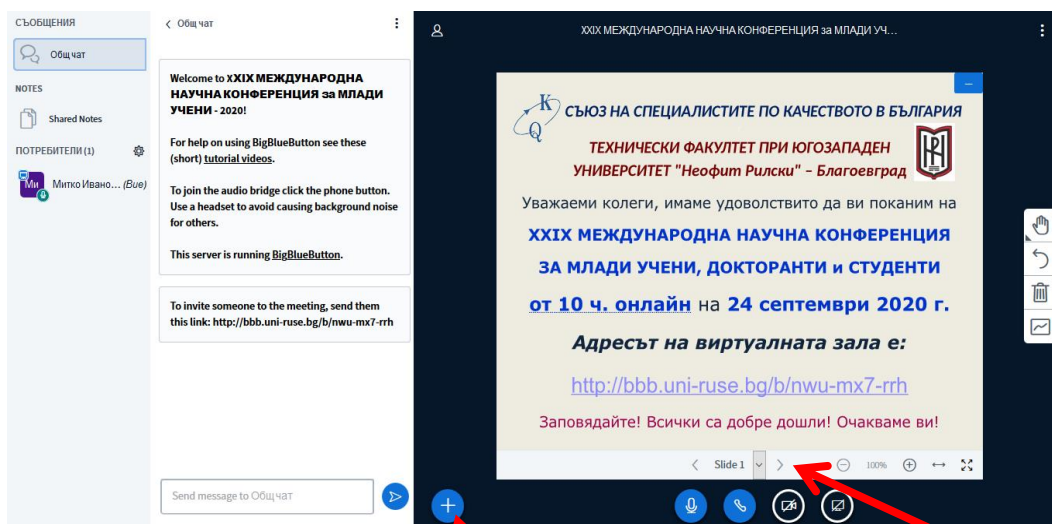 СЪОБЩЕНИЯ
Общ чат
NOTES
Shared Notes
ПОТРЕБИТЕЛИ (1)
Ми
Митко Ивано... (Вие)
Общ чат
Welcome to XXIX МЕЖДУНАРОДНА
НАУЧНА КОНФЕРЕНЦИЯ за МЛАДИ
УЧЕНИ - 2020!
For help on using BigBlueButton see these
(short) tutorial videos.
To join the audio bridge click the phone button.
Use a headset to avoid causing background noise
for others.
This server is running BigBlueButton.
To invite someone to the meeting, send them
this link: http://bbb.uni-ruse.bg/b/nwu-mx7-rrh
Send message to Общ чат
XXIX МЕЖДУНАРОДНА НАУЧНА КОНФЕРЕНЦИЯ за МЛАДИ УЧ...
K
Q
СЪЮЗ НА СПЕЦИАЛИСТИТЕ ПО КАЧЕСТВОТО В БЪЛГАРИЯ
ТЕХНИЧЕСКИ ФАКУЛТЕТ ПРИ ЮГОЗАПАДЕН
УНИВЕРСИТЕТ "Неофит Рилски" – Благоевград
Уважаеми колеги, имаме удоволствието да ви поканим на
XXIX МЕЖДУНАРОДНА НАУЧНА КОНФЕРЕНЦИЯ
ЗА МЛАДИ УЧЕНИ, ДОКТОРАНТИ и СТУДЕНТИ
от 10 ч. онлайн на 24 септември 2020 г.
Адресът на виртуалната зала е:
http://bbb.uni-ruse.bg/b/nwu-mx7-rrh
Заповядайте! Всички са добре дошли! Очакваме ви!
Slide 1
100%